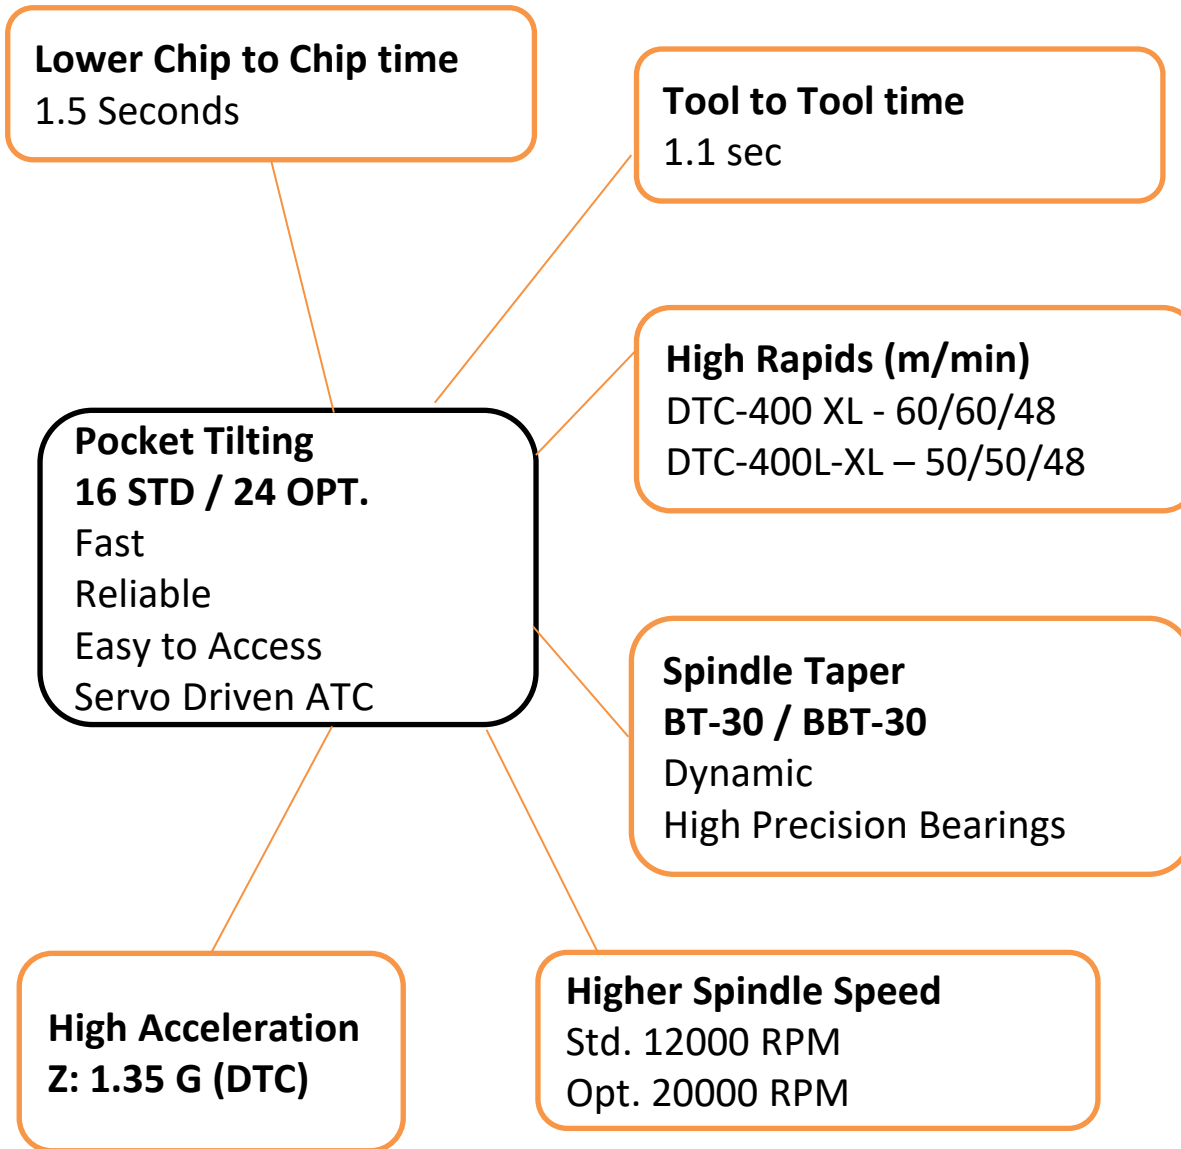 Lower Chip to Chip time
1.5 Seconds
Tool to Tool time
1.1 sec
High Rapids (m/min)
DTC-400 XL - 60/60/48
DTC-400L-XL – 50/50/48
Pocket Tilting
16 STD / 24 OPT.
Fast
Reliable
Easy to Access
Servo Driven ATC
Spindle Taper
BT-30 / BBT-30
Dynamic
High Precision Bearings
High Acceleration
Z: 1.35 G (DTC)
Higher Spindle Speed
Std. 12000 RPM
Opt. 20000 RPM